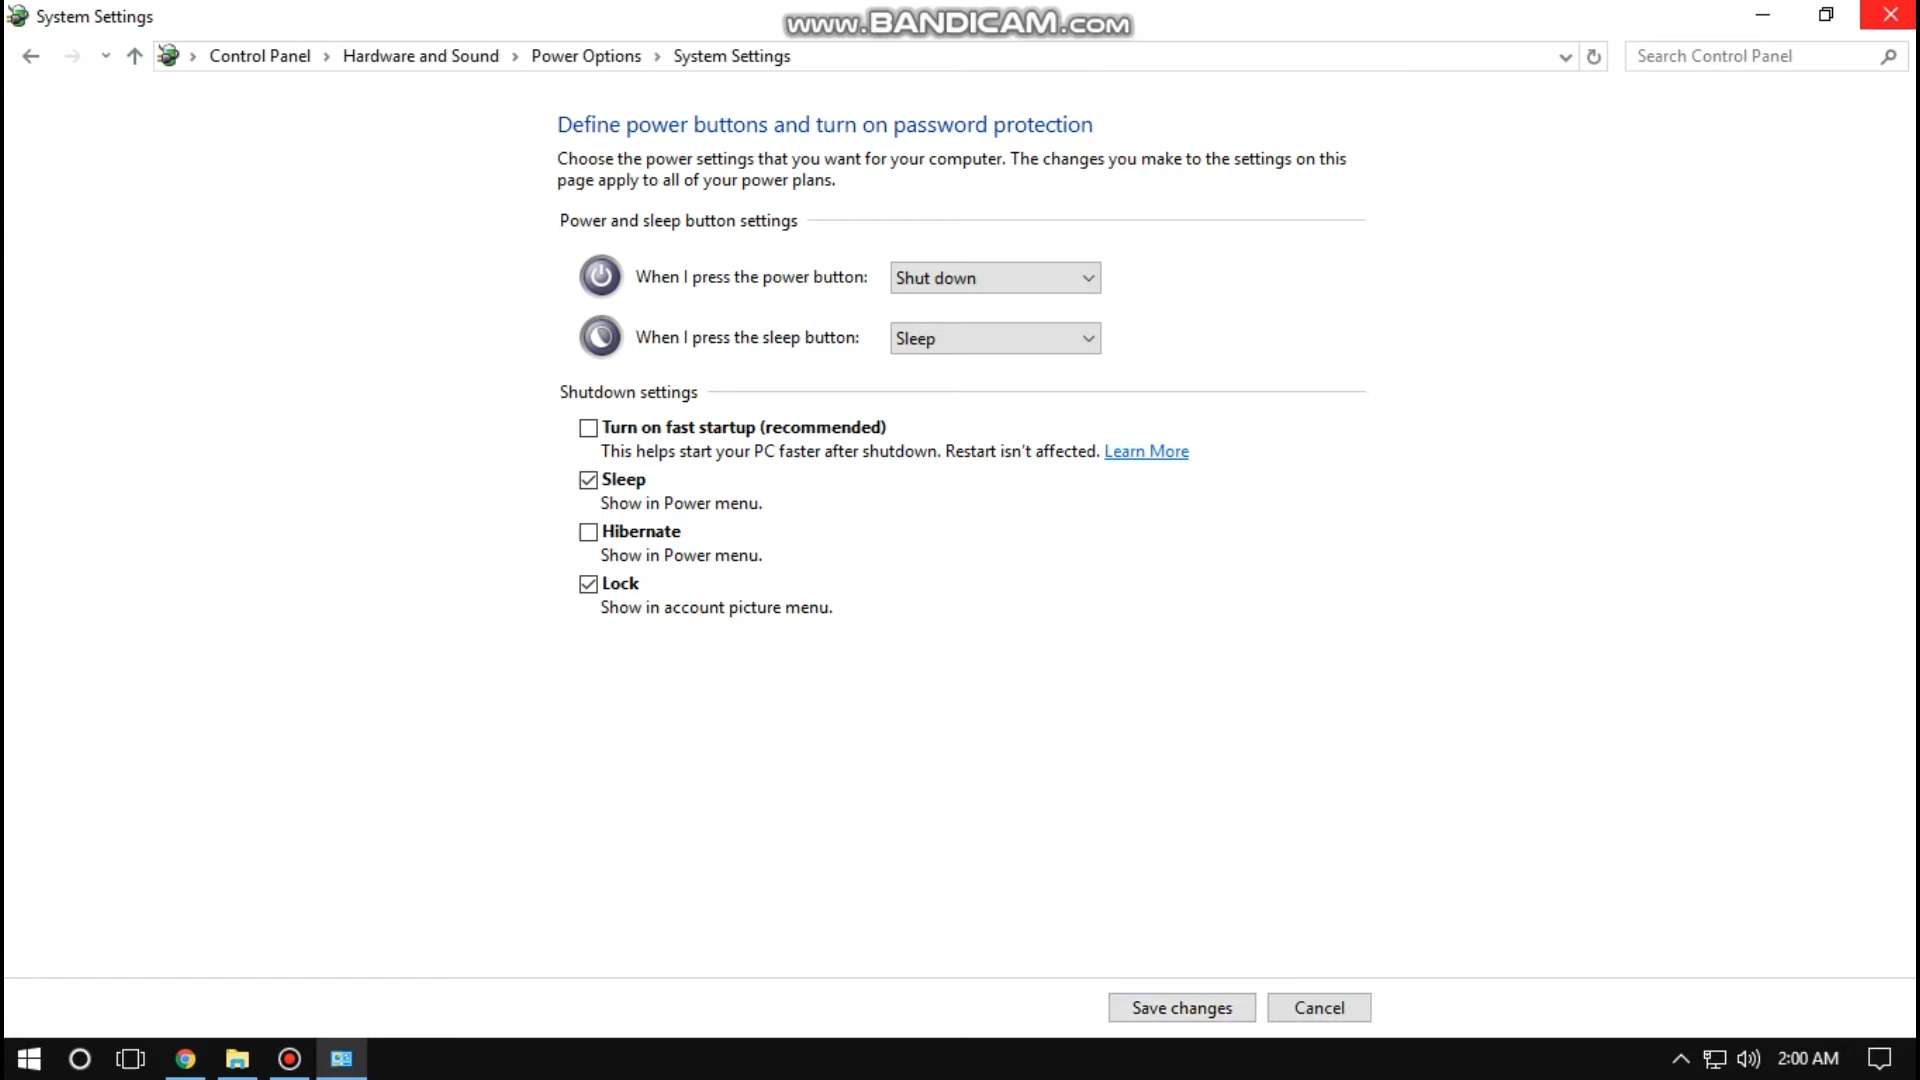 System Settings
www.BANDICAM.com
Control Panel > Hardware and Sound > Power Options > System Settings
Search Control Panel
Define power buttons and turn on password protection
Choose the power settings that you want for your computer. The changes you make to the settings on this
page apply to all of your power plans.
Power and sleep button settings
When I press the power button: Shut down
When I press the sleep button: Sleep
Shutdown settings
Turn on fast startup (recommended)
This helps start your PC faster after shutdown. Restart isn't affected. Learn More
Sleep
Show in Power menu.
Hibernate
Show in Power menu.
Lock
Show in account picture menu.
Save changes Cancel
2:00 AM